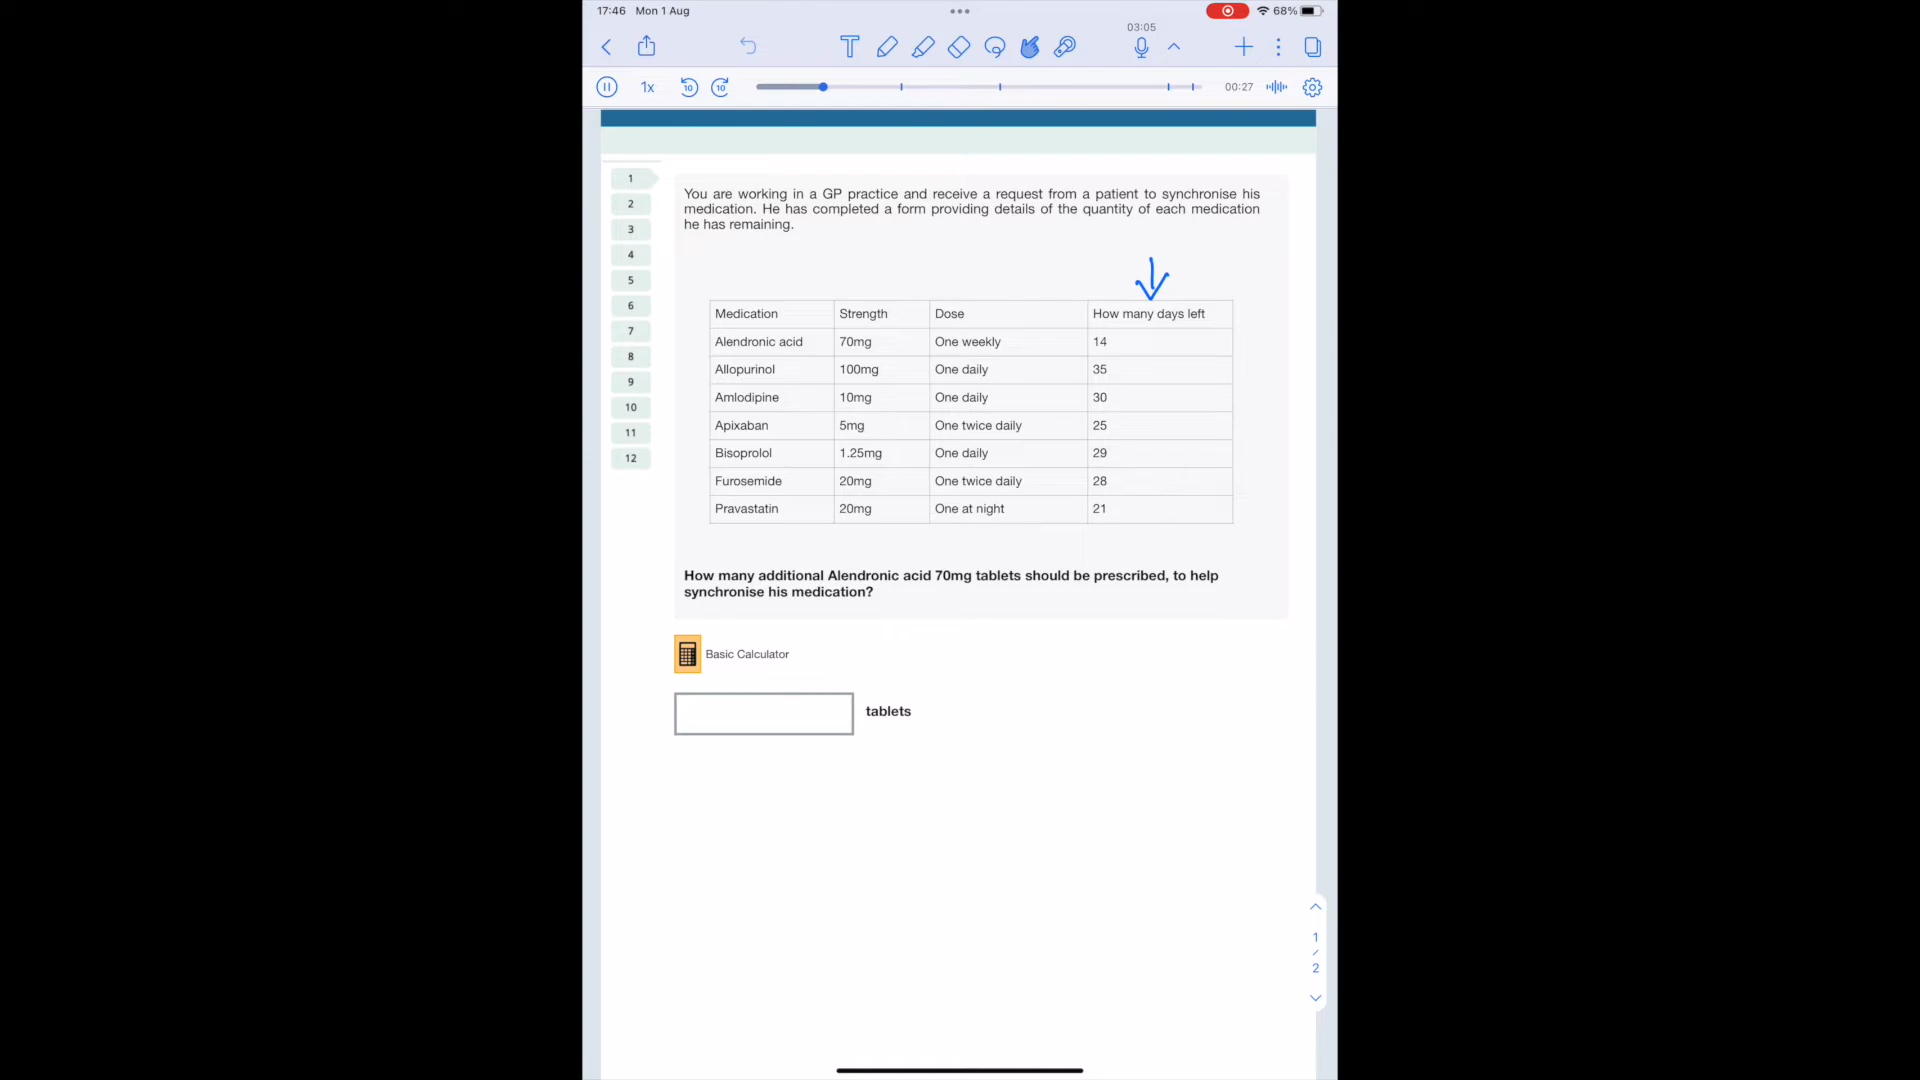 17:46 Mon 1 Aug
68%
03:05
1x
10
10
00:27
1
2
3
4
5
6
7
8
9
10
11
12
You are working in a GP practice and receive a request from a patient to synchronise his
medication. He has completed a form providing details of the quantity of each medication
he has remaining.
Medication Strength Dose How many days left
Alendronic acid 70mg One weekly 14
Allopurinol 100mg One daily 35
Amlodipine 10mg One daily 30
Apixaban 5mg One twice daily 25
Bisoprolol 1.25mg One daily 29
Furosemide 20mg One twice daily 28
Pravastatin 20mg One at night 21
How many additional Alendronic acid 70mg tablets should be prescribed, to help
synchronise his medication?
Basic Calculator
tablets
1
/
2